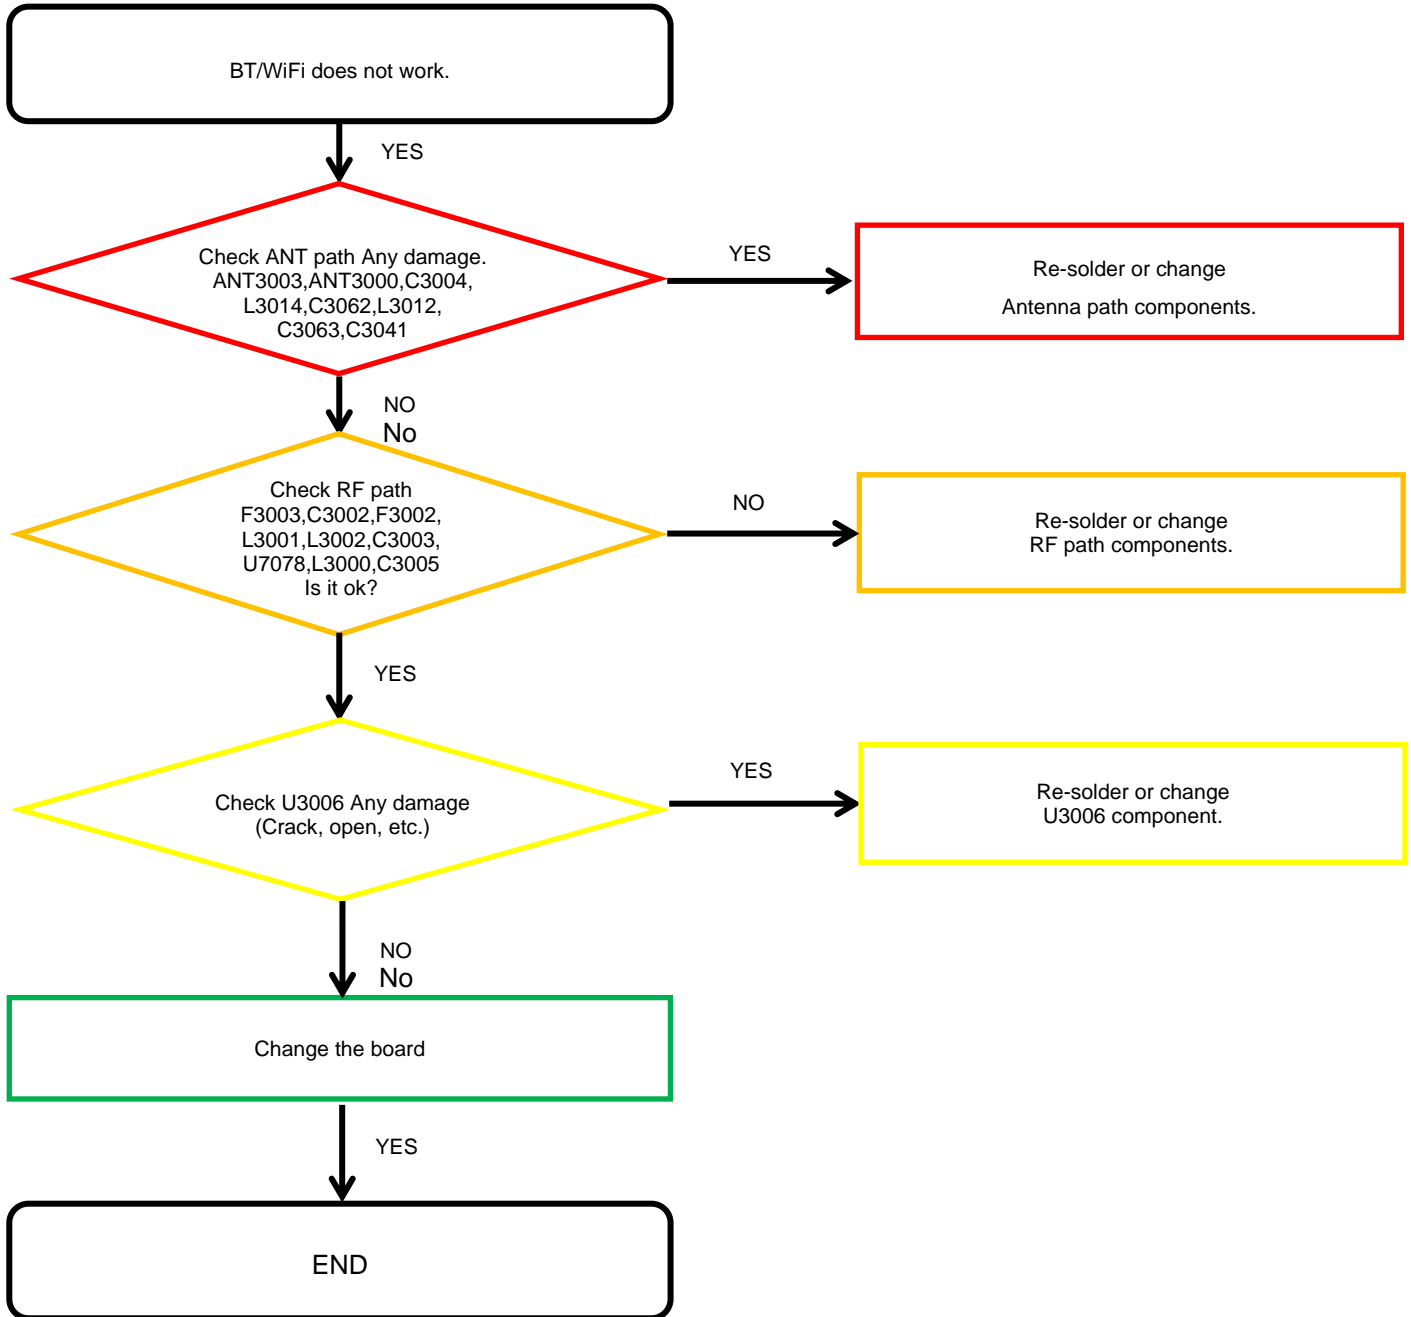 BT/WiFi does not work.
YES
Check ANT path Any damage.
ANT3003,ANT3000,C3004,
L3014,C3062,L3012,
C3063,C3041
YES
Re-solder or change
Antenna path components.
NO
No
Check RF path
F3003,C3002,F3002,
L3001,L3002,C3003,
U7078,L3000,C3005
Is it ok?
NO
Re-solder or change
RF path components.
YES
Check U3006 Any damage
(Crack, open, etc.)
YES
Re-solder or change
U3006 component.
NO
No
Change the board
YES
END